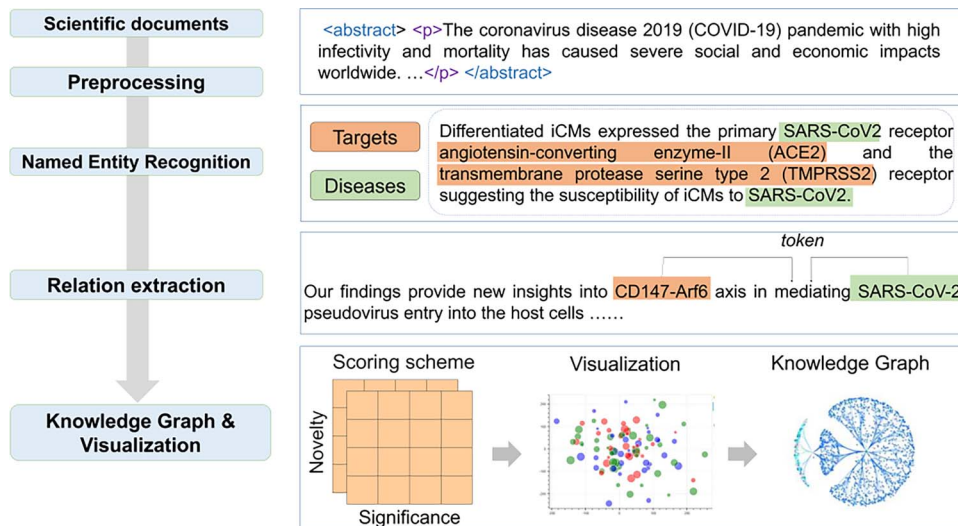 Scientific documents
Preprocessing
Named Entity Recognition
Relation extraction
Knowledge Graph &
Visualization
<abstract> <p>The coronavirus disease 2019 (COVID-19) pandemic with high
infectivity and mortality has caused severe social and economic impacts
worldwide. …</p> </abstract>
Targets
Diseases
Differentiated iCMs expressed the primary SARS-CoV2 receptor
angiotensin-converting enzyme-II (ACE2) and the
transmembrane protease serine type 2 (TMPRSS2) receptor
suggesting the susceptibility of iCMs to SARS-CoV2.
token
Our findings provide new insights into CD147-Arf6 axis in mediating SARS-CoV-2
pseudovirus entry into the host cells ……
Scoring scheme
Novelty
Significance
Visualization
Knowledge Graph